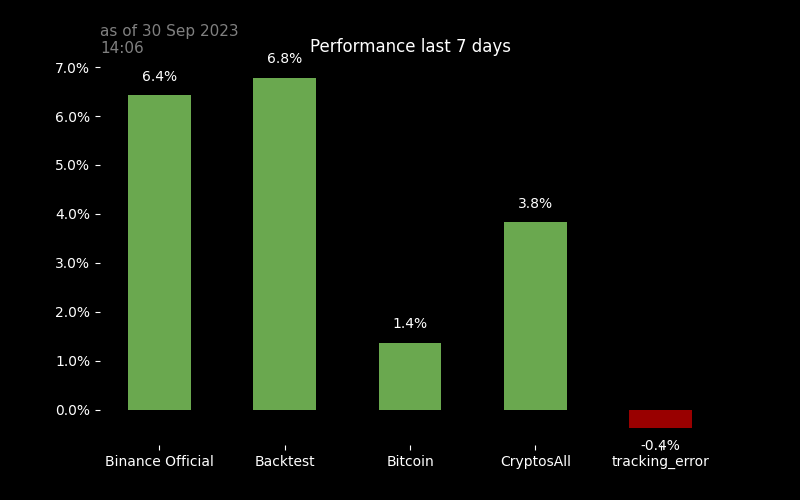 as of 30 Sep 2023
14:06
Performance last 7 days
7.0%
6.0%
5.0%
4.0%
3.0%
2.0%
1.0%
0.0%
6.4%
6.8%
1.4%
3.8%
-0.4%
Binance Official
Backtest
Bitcoin
CryptosAll
tracking_error